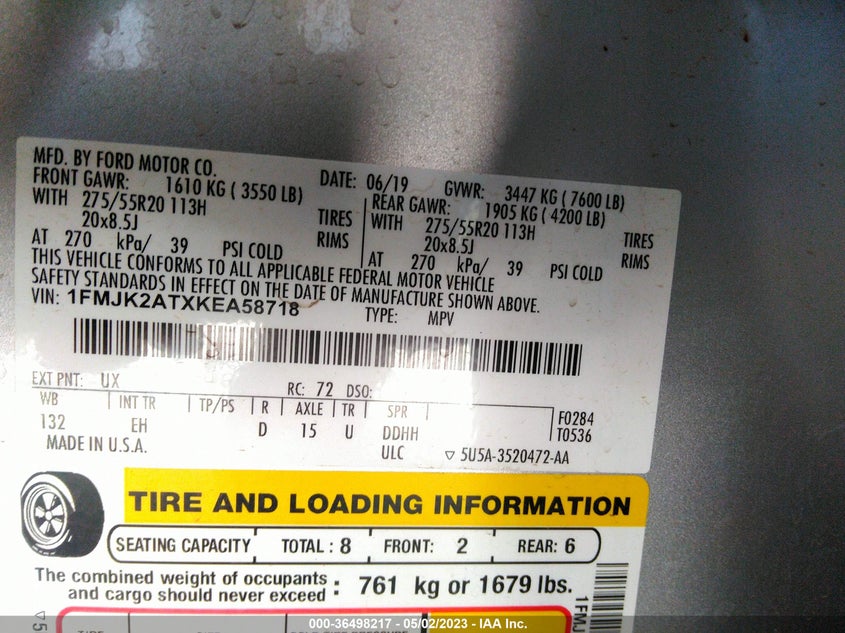 MFD. BY FORD MOTOR CO.
DATE: 06/19 GVWR: 3447 KG ( 7600 LB)
FRONT GAWR: 1610 KG ( 3550 LB)
WITH 275/55R20 113H TIRES
20x8.5J RIMS
AT 270 kPa/ 39 PSI COLD
REAR GAWR: 1905 KG ( 4200 LB)
WITH 275/55R20 113H TIRES
20x8.5J RIMS
AT 270 kPa/ 39 PSI COLD
THIS VEHICLE CONFORMS TO ALL APPLICABLE FEDERAL MOTOR VEHICLE
SAFETY STANDARDS IN EFFECT ON THE DATE OF MANUFACTURE SHOWN ABOVE.
VIN: 1FMJK2ATXKEA58718
TYPE: MPV
EXT PNT: UX RC: 72 DSO:
WB INT TR TP/PS R AXLE TR SPR
132 EH D 15 U DDHH
F0284
T0536
MADE IN U.S.A. ULC ▽ 5U5A-3520472-AA
TIRE AND LOADING INFORMATION
SEATING CAPACITY TOTAL : 8 FRONT: 2 REAR: 6
The combined weight of occupants
and cargo should never exceed : 761 kg or 1679 lbs.
1FMJ
▽5
000-36498217 - 05/02/2023 - IAA Inc.